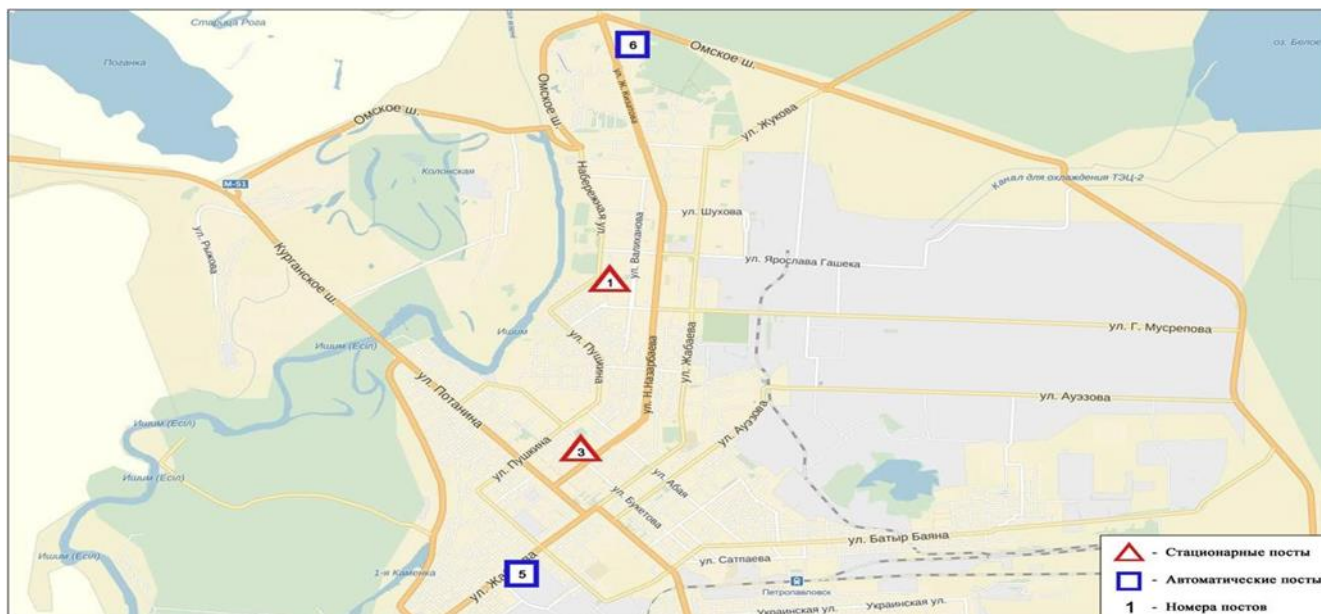 Старица Рога
Поганка
6
Омское ш.
оз. Белое
ул. Ж. Кизатова
Омское ш.
Омское ш.
ул. Жукова
Колонская
М-51
Канал для охлаждения ТЭЦ-2
Набережная ул.
ул. Шухова
ул. Валиханова
ул. Рыжкова
Курганское ш.
ул. Ярослава Гашека
1
Ишим
ул. Г. Мусрепова
Ишим (Есіл)
ул. Пушкина
ул. Жабаева
ул. Н.Назарбаева
ул. Потанина
ул. Ауэзова
ул. Ауэзова
Ишим (Есіл)
3
ул. Пушкина
ул. Абая
Ишим (Есіл)
ул. Букетова
ул. Батыр Баяна
Ишим (Есіл)
ул. Сатпаева
1-я Каменка
5
Петропавловск
Украинская ул.
Украинская ул.
- Стационарные посты
- Автоматические посты
1 - Номера постов